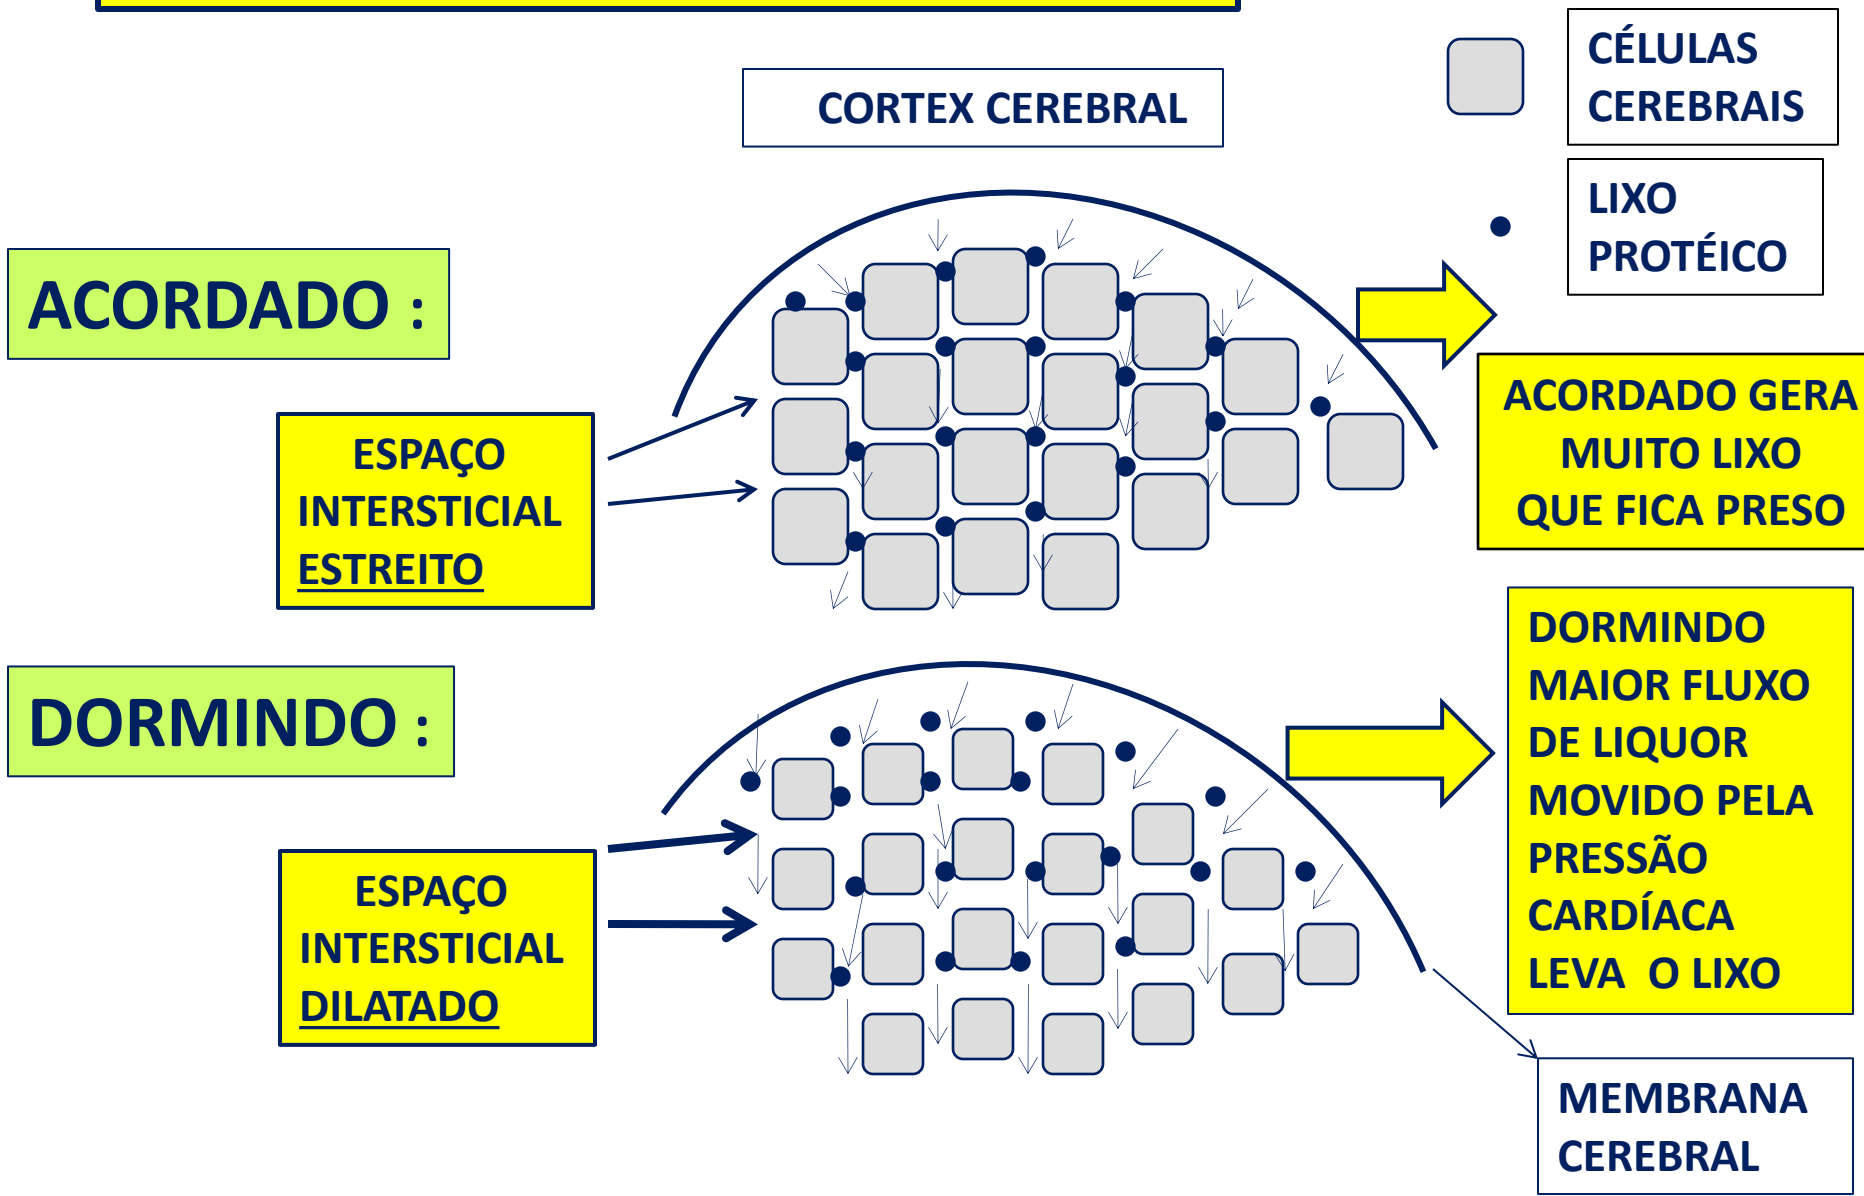 CORTEX CEREBRAL
CÉLULAS
CEREBRAIS
LIXO
PROTÉICO
ACORDADO :
ESPAÇO
INTERSTICIAL
ESTREITO
ACORDADO GERA
MUITO LIXO
QUE FICA PRESO
DORMINDO :
ESPAÇO
INTERSTICIAL
DILATADO
DORMINDO
MAIOR FLUXO
DE LIQUOR
MOVIDO PELA
PRESSÃO
CARDÍACA
LEVA O LIXO
MEMBRANA
CEREBRAL